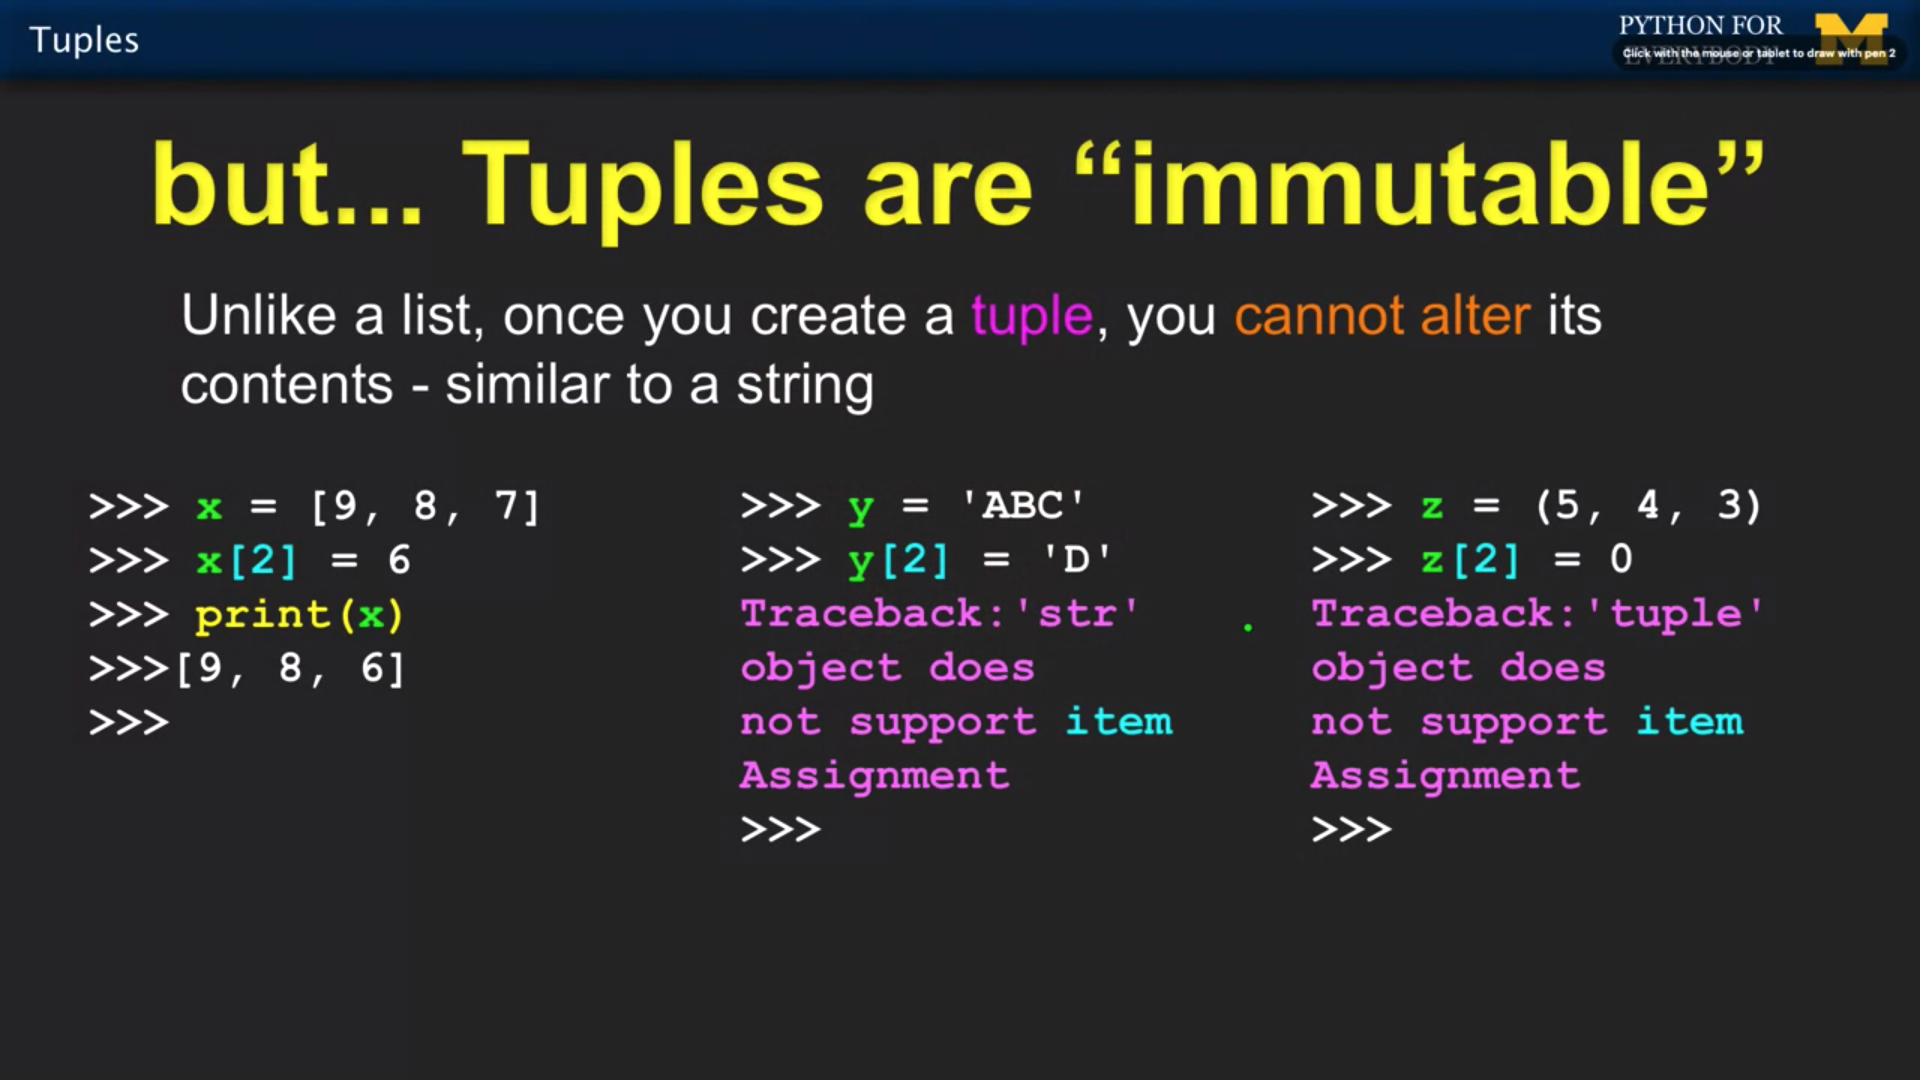 Tuples
PYTHON FOR
EVERYBODY
Click with the mouse or tablet to draw with pen 2
but... Tuples are “immutable”
Unlike a list, once you create a tuple, you cannot alter its
contents - similar to a string
>>> x = [9, 8, 7]
>>> x[2] = 6
>>> print(x)
>>>[9, 8, 6]
>>>
>>> y = 'ABC'
>>> y[2] = 'D'
Traceback:'str'
object does
not support item
Assignment
>>>
>>> z = (5, 4, 3)
>>> z[2] = 0
Traceback:'tuple'
object does
not support item
Assignment
>>>